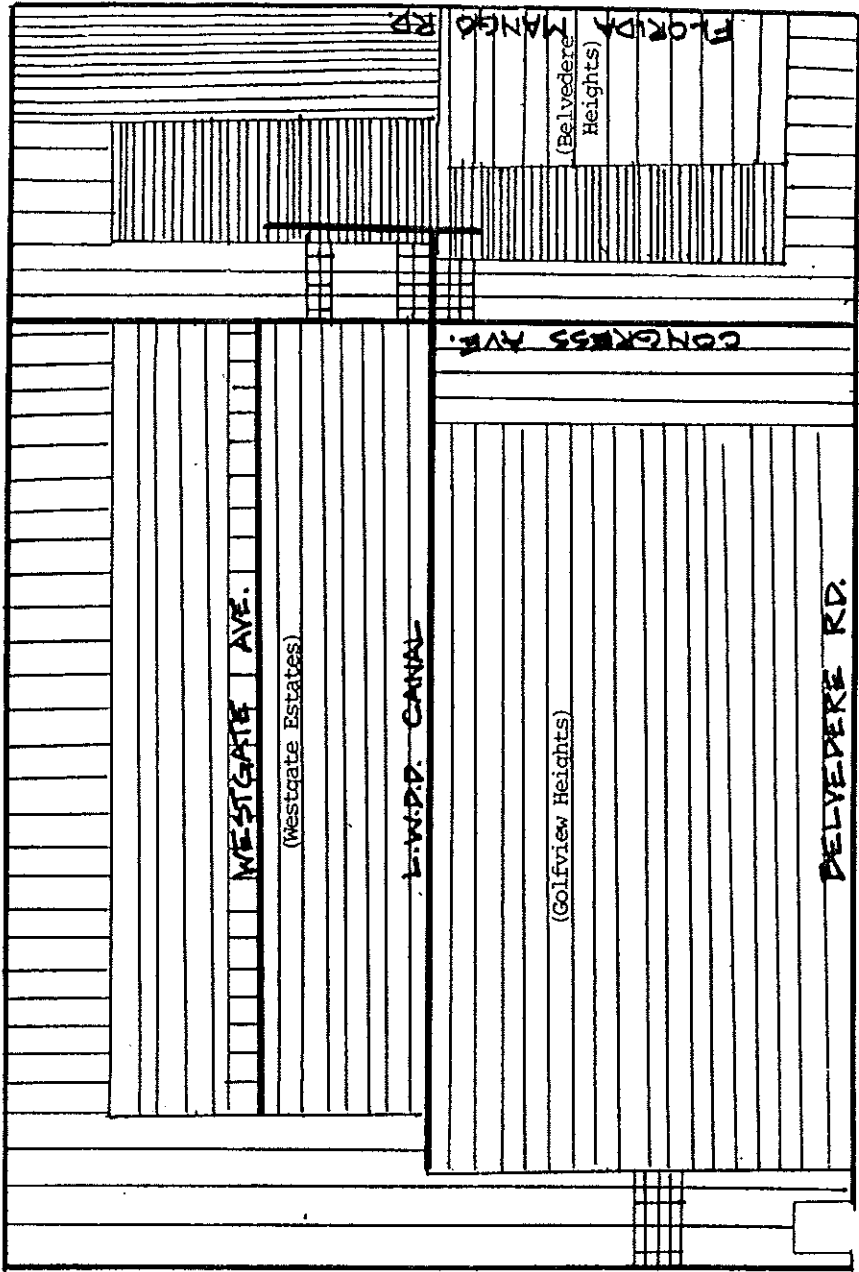 FLORIDA MANGO RD.
(Belvedere
Heights)
CONGRESS AVE.
WESTGATE AVE.
(Westgate Estates)
L.W.D.D. CANAL
(Golfview Heights)
BELVEDERE RD.